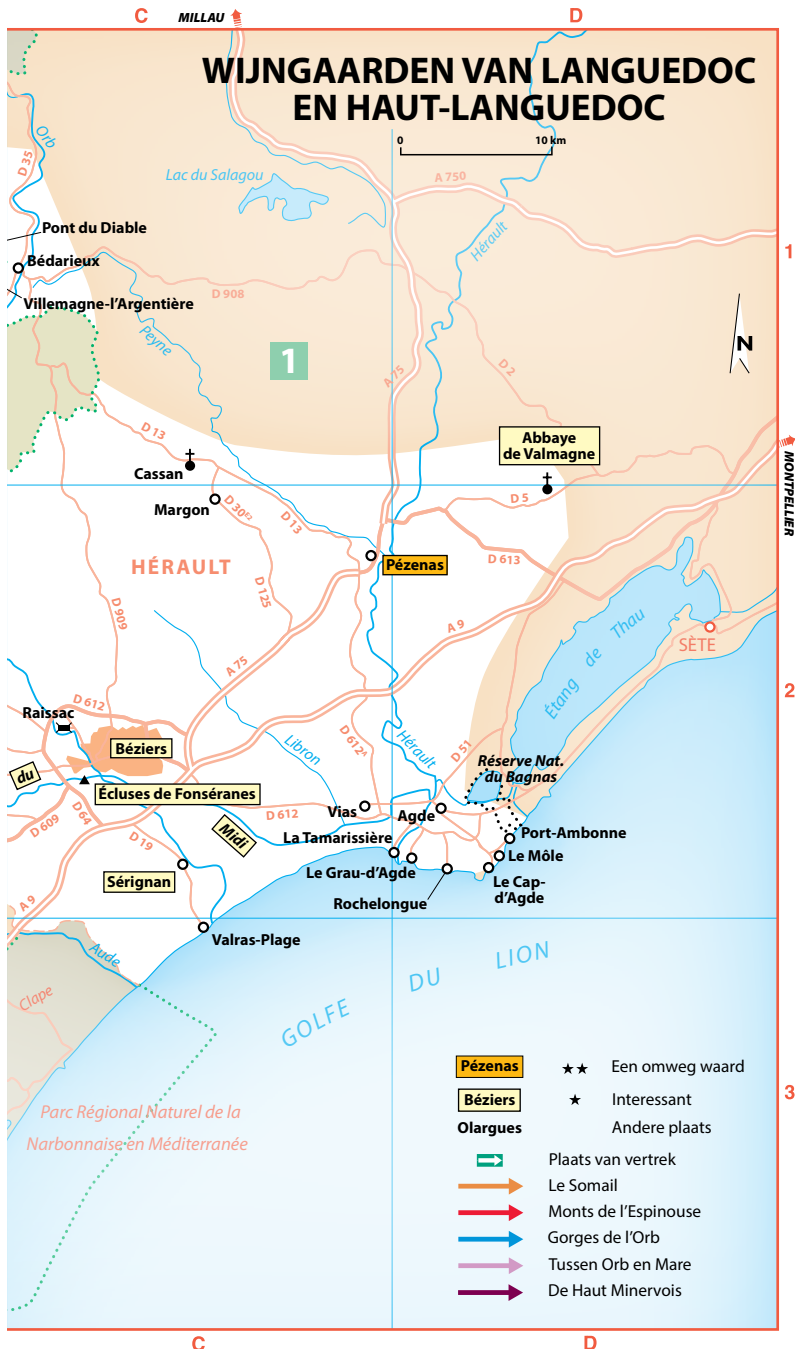 C
MILLAU
D
WIJNGAARDEN VAN LANGUEDOC
EN HAUT-LANGUEDOC
0
10 km
Orb
D 35
Lac du Salagou
A 750
Hérault
Pont du Diable
1
Bédarieux
D 908
Villemagne-l'Argentière
Peyne
1
N
A 75
D 2
D 13
Abbaye
de Valmagne
MONTPELLIER
Cassan
Margon
D 30E2
D 13
D 5
HÉRAULT
Pézenas
D 613
D 125
D 909
A 9
Étang de Thau
SÈTE
A 75
2
D 612
Raissac
Béziers
Libron
D 612A
Hérault
D 51
Réserve Nat.
du Bagnas
du
Écluses de Fonséranes
D 64
D 609
D 612
Vias
Agde
Midi
La Tamarissière
Port-Ambonne
D 19
Le Môle
Sérignan
Le Grau-d'Agde
Le Cap-
d'Agde
A 9
Rochelongue
Valras-Plage
Aude
Clape
GOLFE DU LION
Parc Régional Naturel de la
Narbonnaise en Méditerranée
3
Pézenas ★★ Een omweg waard
Béziers ★ Interessant
Olargues Andere plaats
Plaats van vertrek
Le Somail
Monts de l'Espinouse
Gorges de l'Orb
Tussen Orb en Mare
De Haut Minervois
C
D